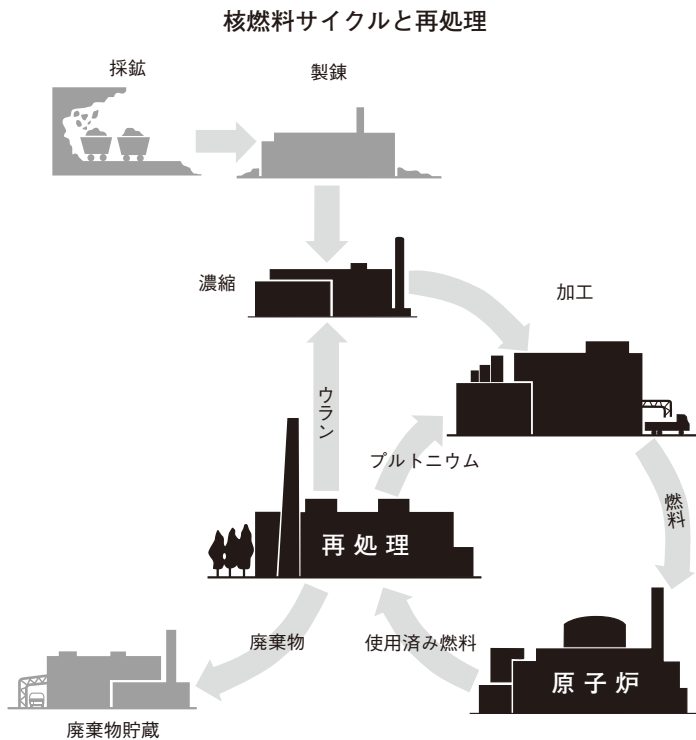 核燃料サイクルと再処理
採鉱
製錬
濃縮
加工
ウラン
プルトニウム
燃料
再処理
廃棄物
使用済み燃料
原子炉
廃棄物貯蔵